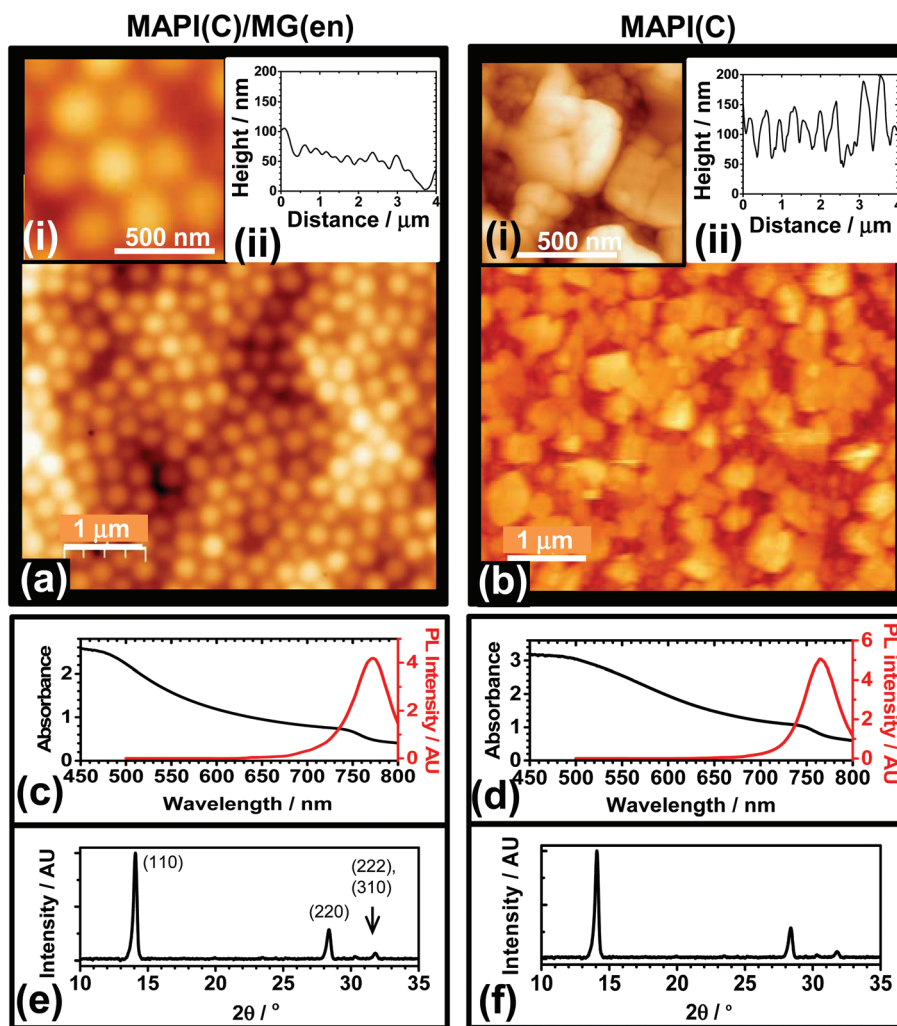 MAPI(C)/MG(en)
MAPI(C)
200
150
100
50
0
Height / nm
0 1 2 3 4
Distance / μm
(i)
500 nm
(ii)
200
150
100
50
0
Height / nm
0 1 2 3 4
Distance / μm
(i)
500 nm
(ii)
1 μm
(a)
1 μm
(b)
2
1
0
Absorbance
4
2
0
PL intensity / AU
450 500 550 600 650 700 750 800
Wavelength / nm
(c)
3
2
1
0
Absorbance
6
4
2
0
PL intensity / AU
450 500 550 600 650 700 750 800
Wavelength / nm
(d)
Intensity / AU
(110)
(220)
(222),
(310)
10 15 20 25 30 35
2θ / °
(e)
Intensity / AU
10 15 20 25 30 35
2θ / °
(f)